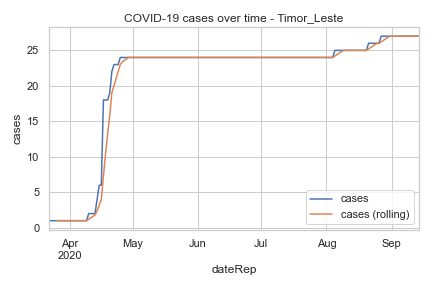 COVID-19 cases over time - Timor_Leste
cases
25
20
15
10
5
0
Apr
2020
May
Jun
Jul
Aug
Sep
dateRep
cases
cases (rolling)